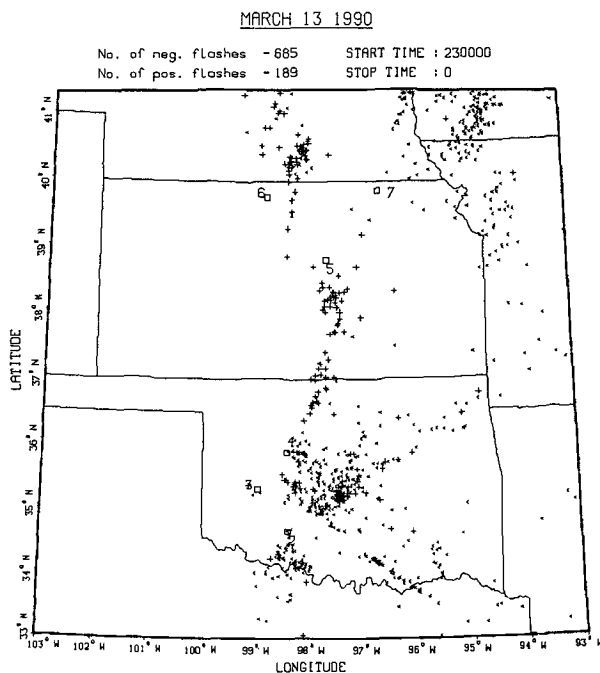 MARCH 13 1990
No. of neg. flashes - 685 START TIME : 230000
No. of pos. flashes - 189 STOP TIME : 0
41° N
40° N
6 7
39° N
5
38° N
LATITUDE
37° N
36° N
3
35° N
34° N
33° N
103° W 102° W 101° W 100° W 99° W 98° W 97° W 96° W 95° W 94° W 93° W
LONGITUDE